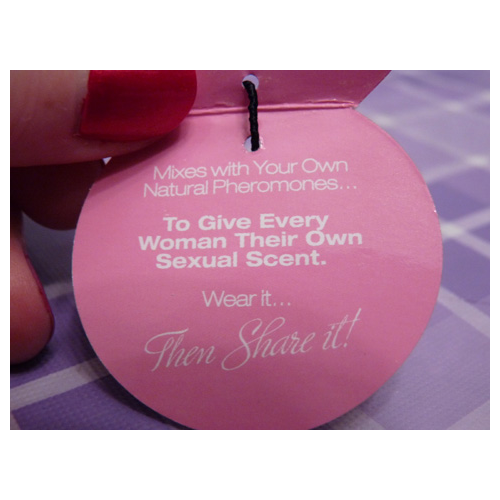 Mixes with Your Own
Natural Pheromones...
To Give Every
Woman Their Own
Sexual Scent.
Wear it...
Then Share it!